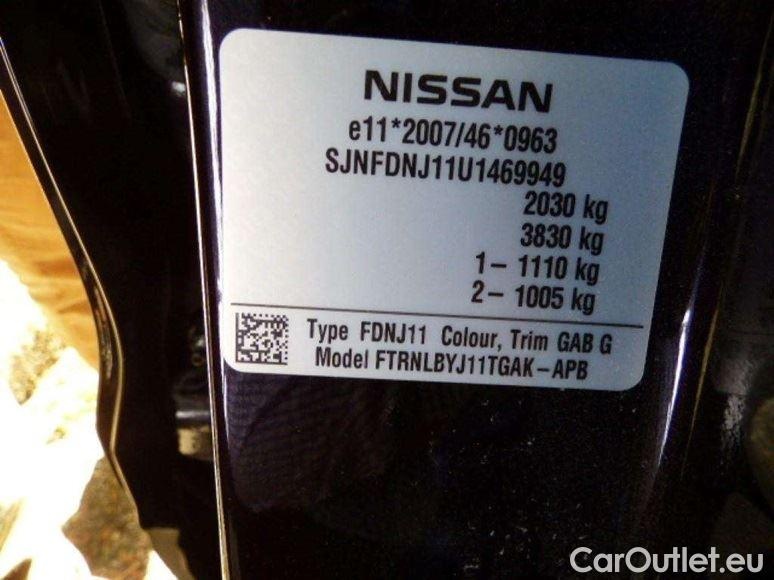 NISSAN
e11*2007/46*0963
SJNFDNJ11U1469949
2030 kg
3830 kg
1 – 1110 kg
2 – 1005 kg
Type FDNJ11 Colour, Trim GAB G
Model FTRNLBYJ11TGAK – APB
CarOutlet.eu